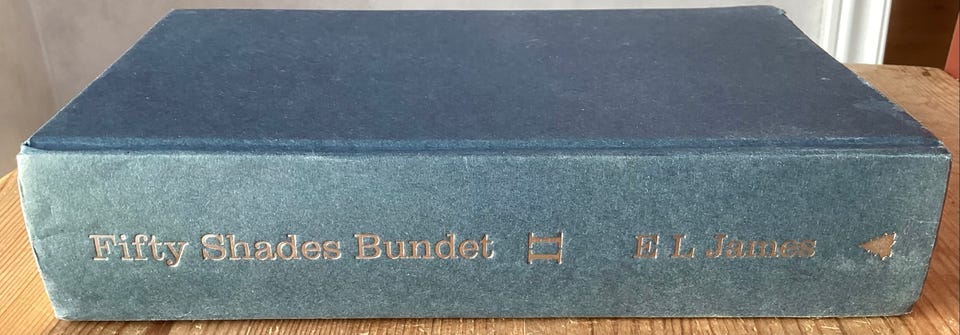 Fifty Shades Bundet II E L James